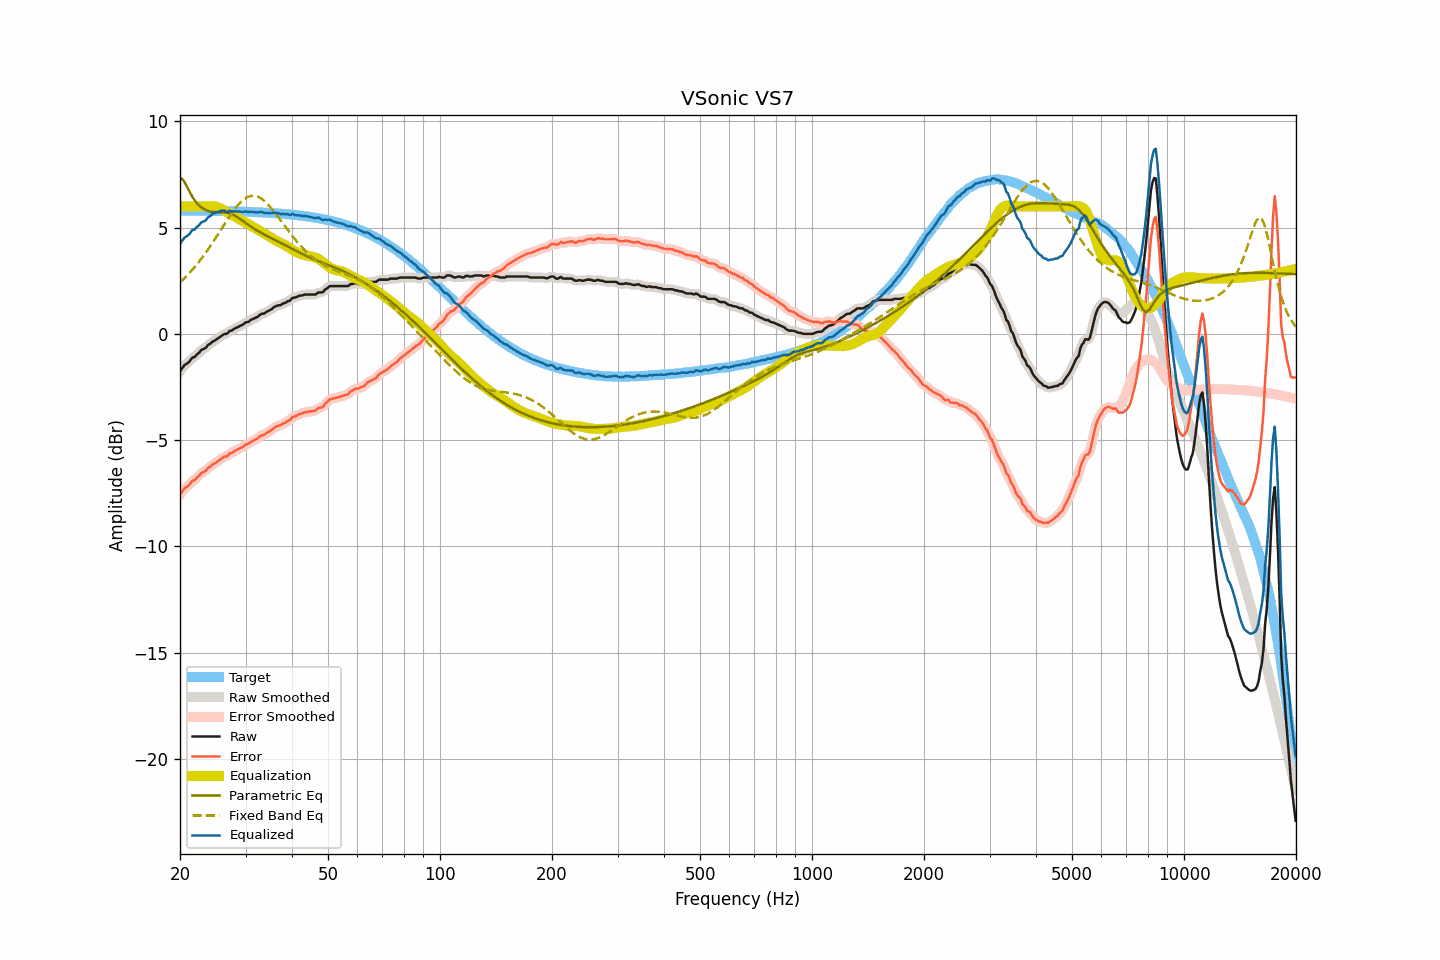 VSonic VS7
10
5
0
−5
−10
−15
−20
Amplitude (dBr)
Target
Raw Smoothed
Error Smoothed
Raw
Error
Equalization
Parametric Eq
Fixed Band Eq
Equalized
20 50 100 200 500 1000 2000 5000 10000 20000
Frequency (Hz)